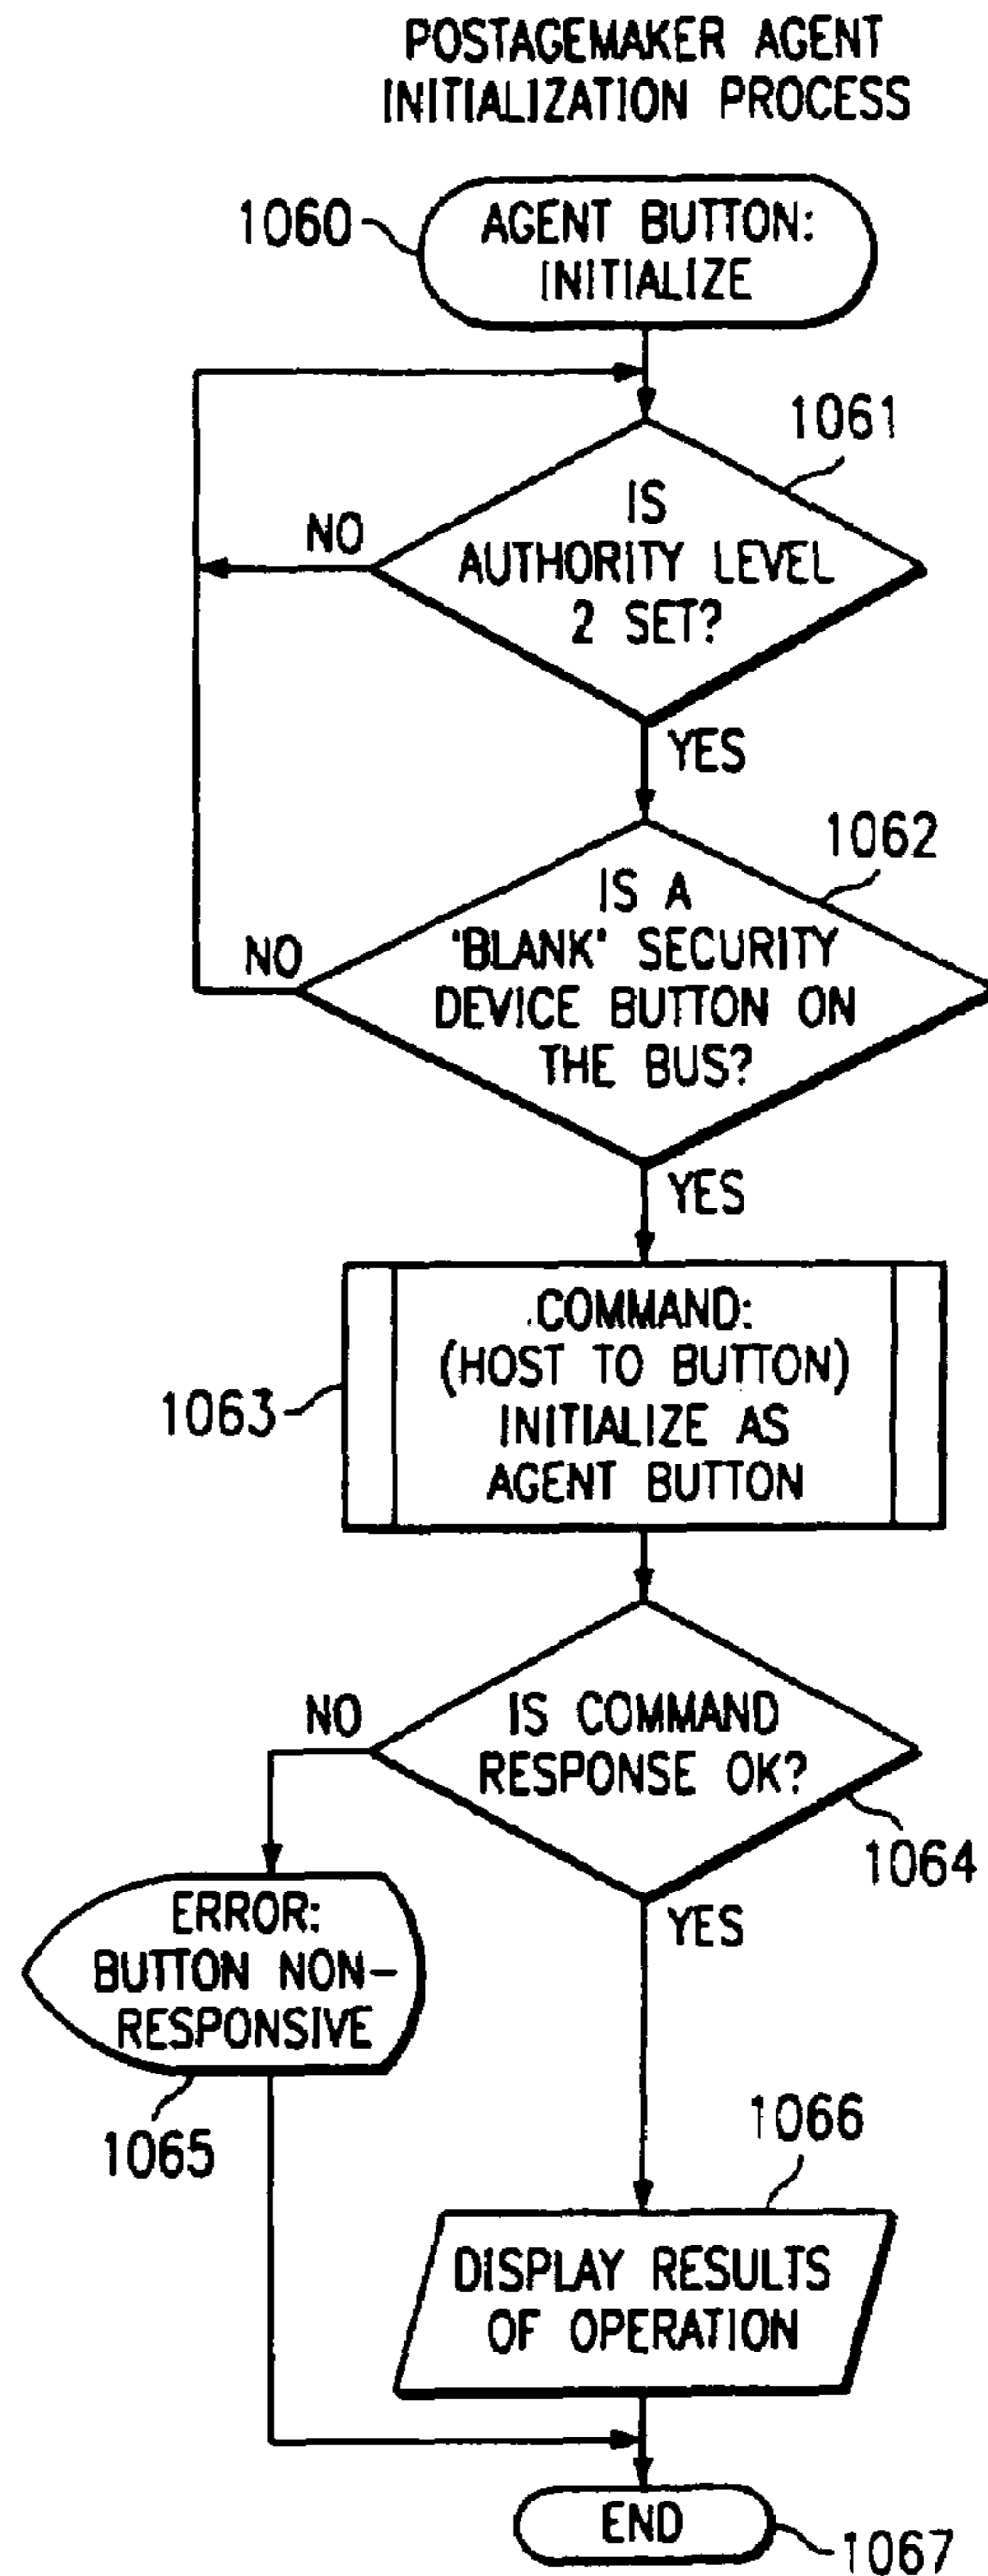 POSTAGEMAKER AGENT
INITIALIZATION PROCESS
1060
AGENT BUTTON:
INITIALIZE
1061
IS
AUTHORITY LEVEL
2 SET?
NO
YES
1062
IS A
'BLANK' SECURITY
DEVICE BUTTON ON
THE BUS?
NO
YES
1063
COMMAND:
(HOST TO BUTTON)
INITIALIZE AS
AGENT BUTTON
NO
IS COMMAND
RESPONSE OK?
1064
YES
ERROR:
BUTTON NON-
RESPONSIVE
1065
1066
DISPLAY RESULTS
OF OPERATION
END
1067